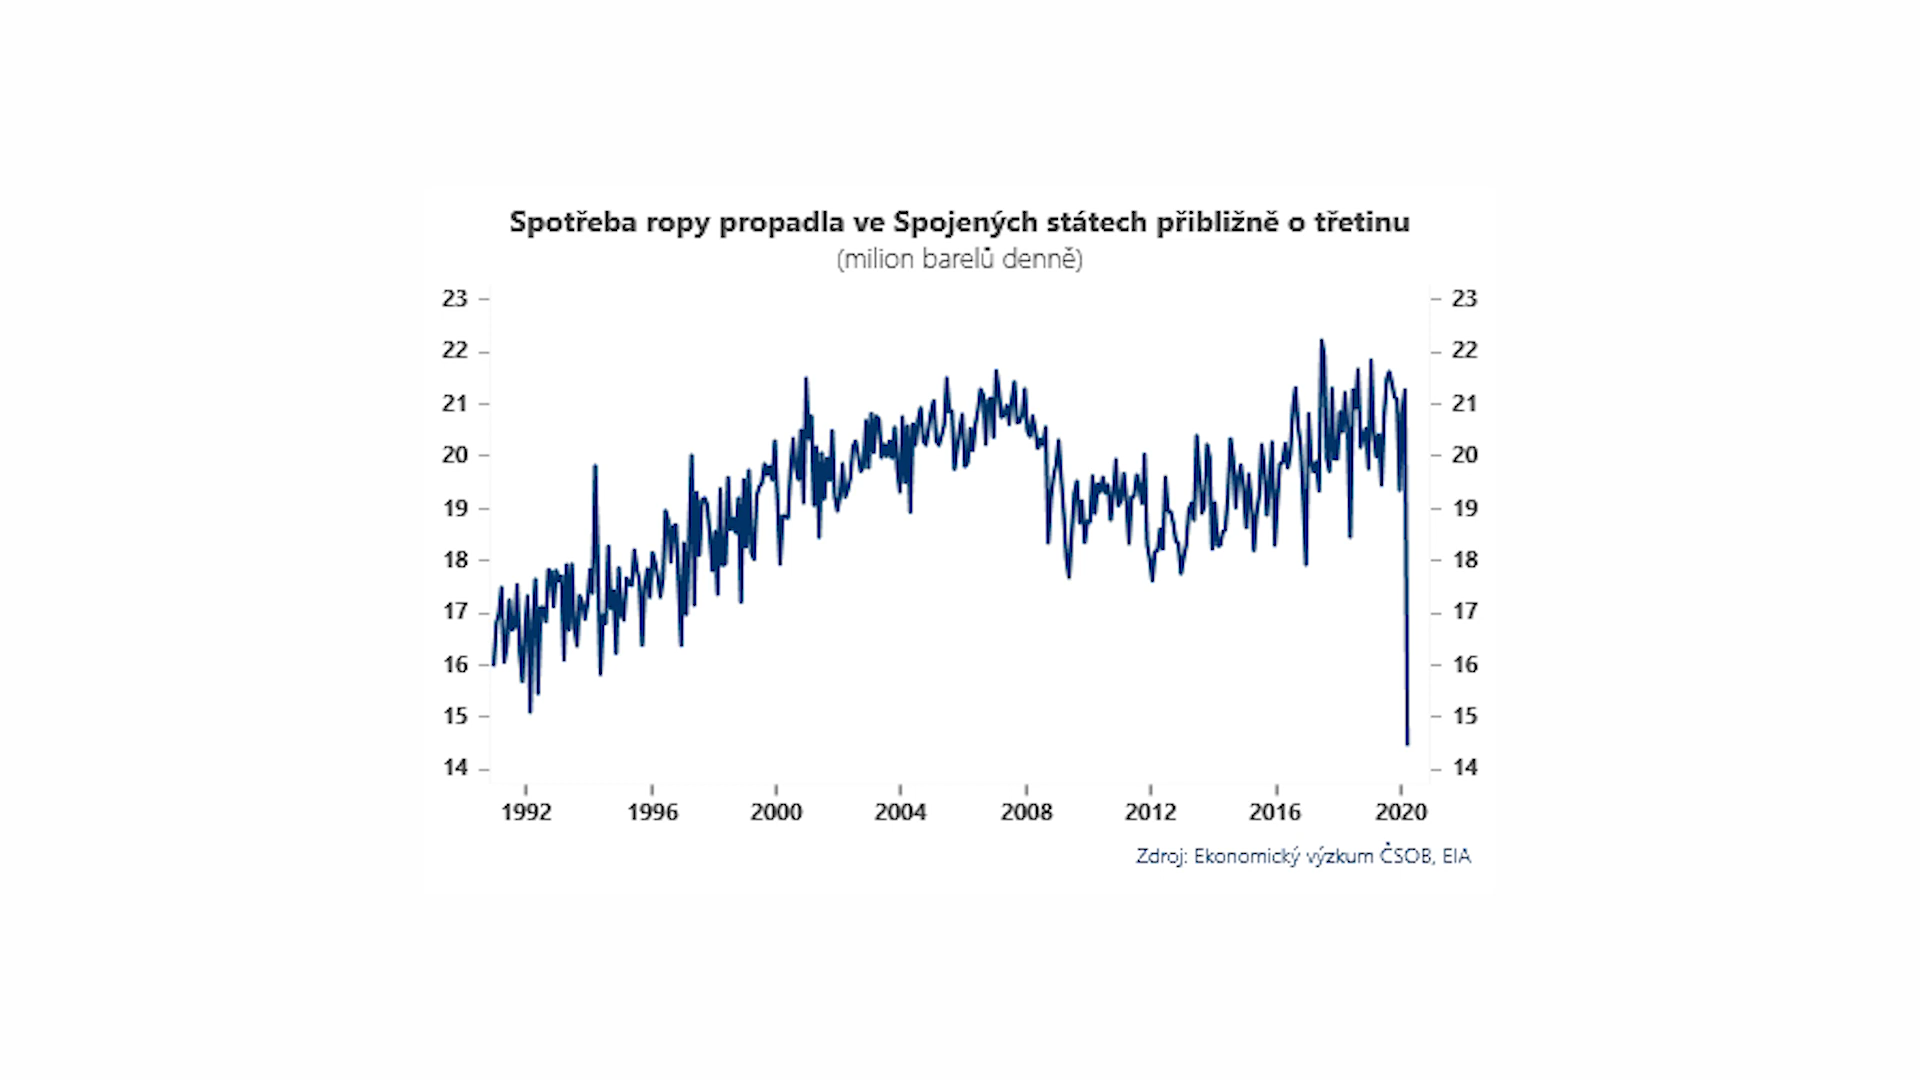 Spotřeba ropy propadla ve Spojených státech přibližně o třetinu
(milion barelů denně)
23 23
22 22
21 21
20 20
19 19
18 18
17 17
16 16
15 15
14 14
1992 1996 2000 2004 2008 2012 2016 2020
Zdroj: Ekonomický výzkum ČSOB, EIA